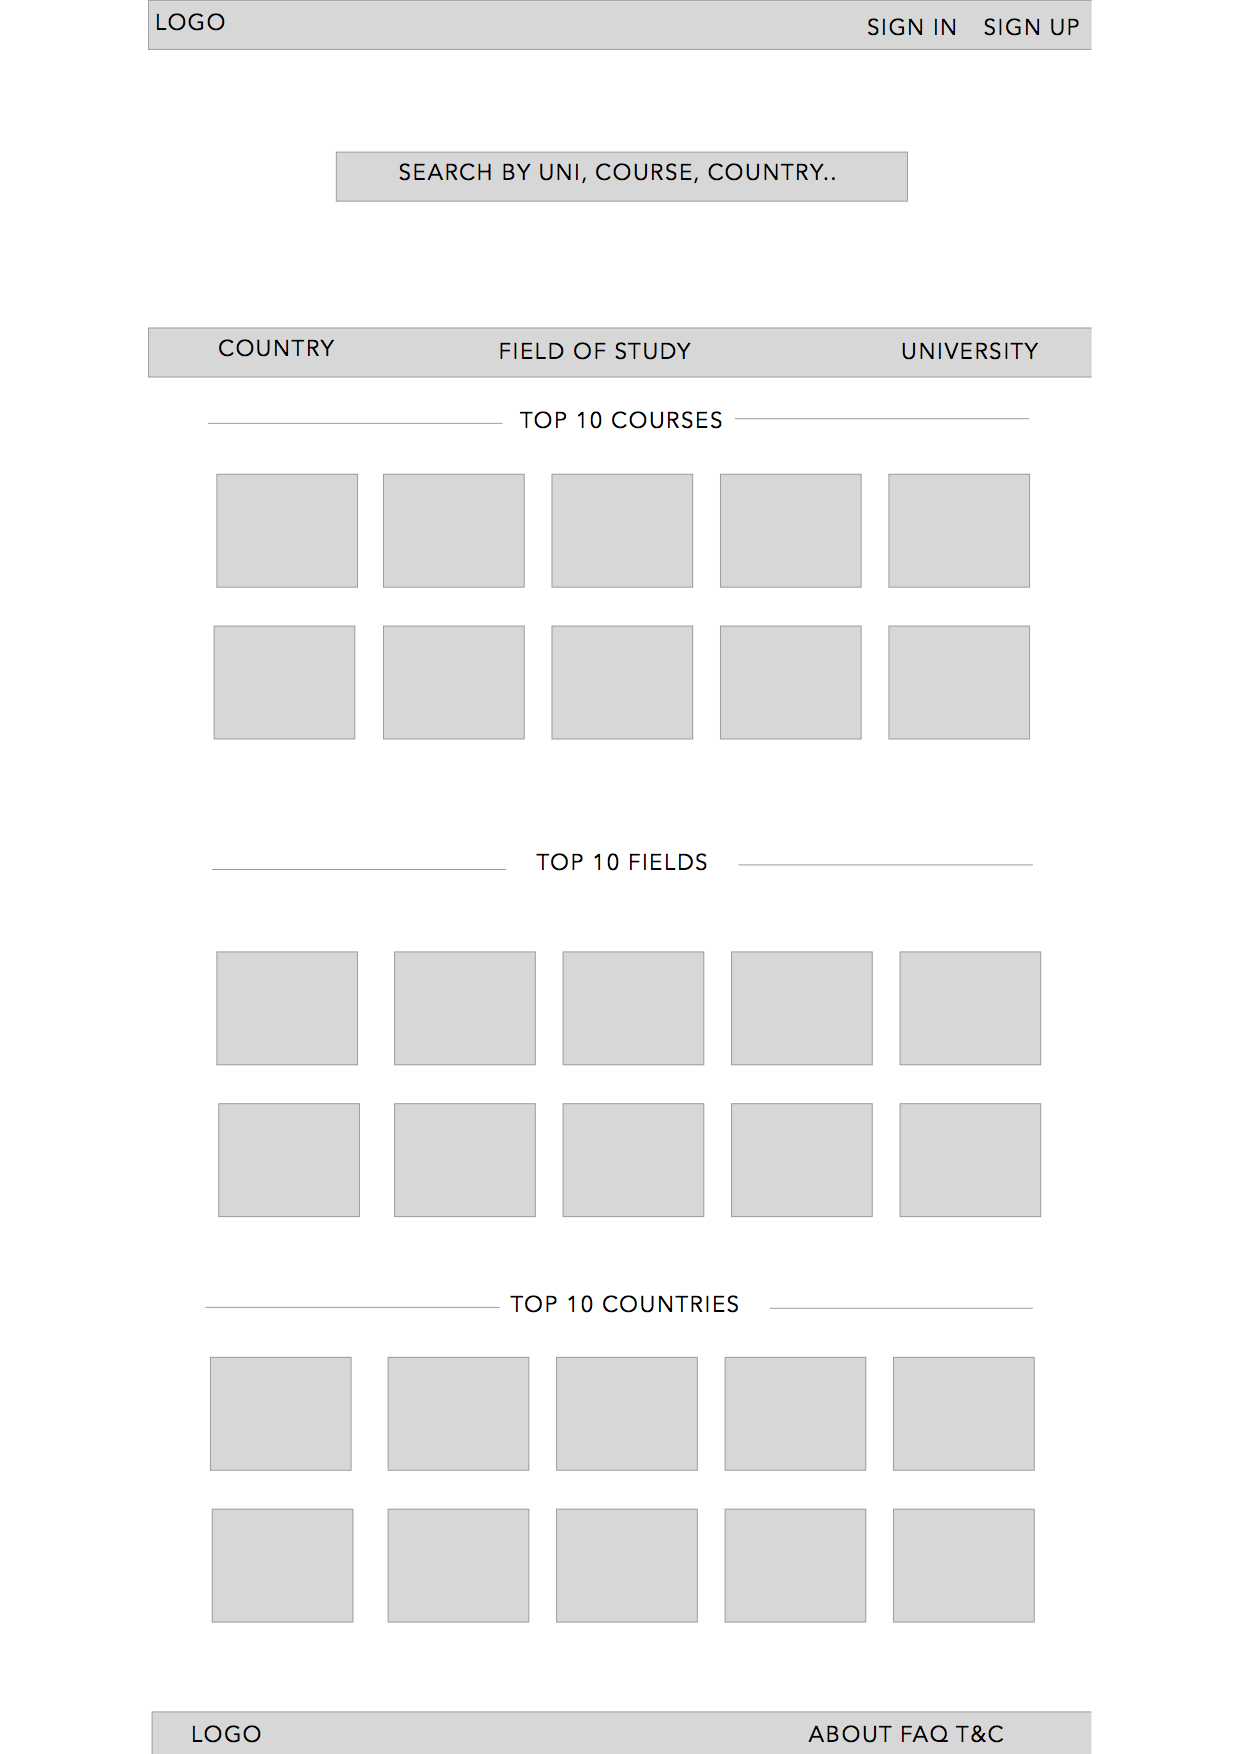 LOGO
SIGN IN SIGN UP
SEARCH BY UNI, COURSE, COUNTRY..
COUNTRY
FIELD OF STUDY
UNIVERSITY
TOP 10 COURSES
TOP 10 FIELDS
TOP 10 COUNTRIES
LOGO
ABOUT FAQ T&C